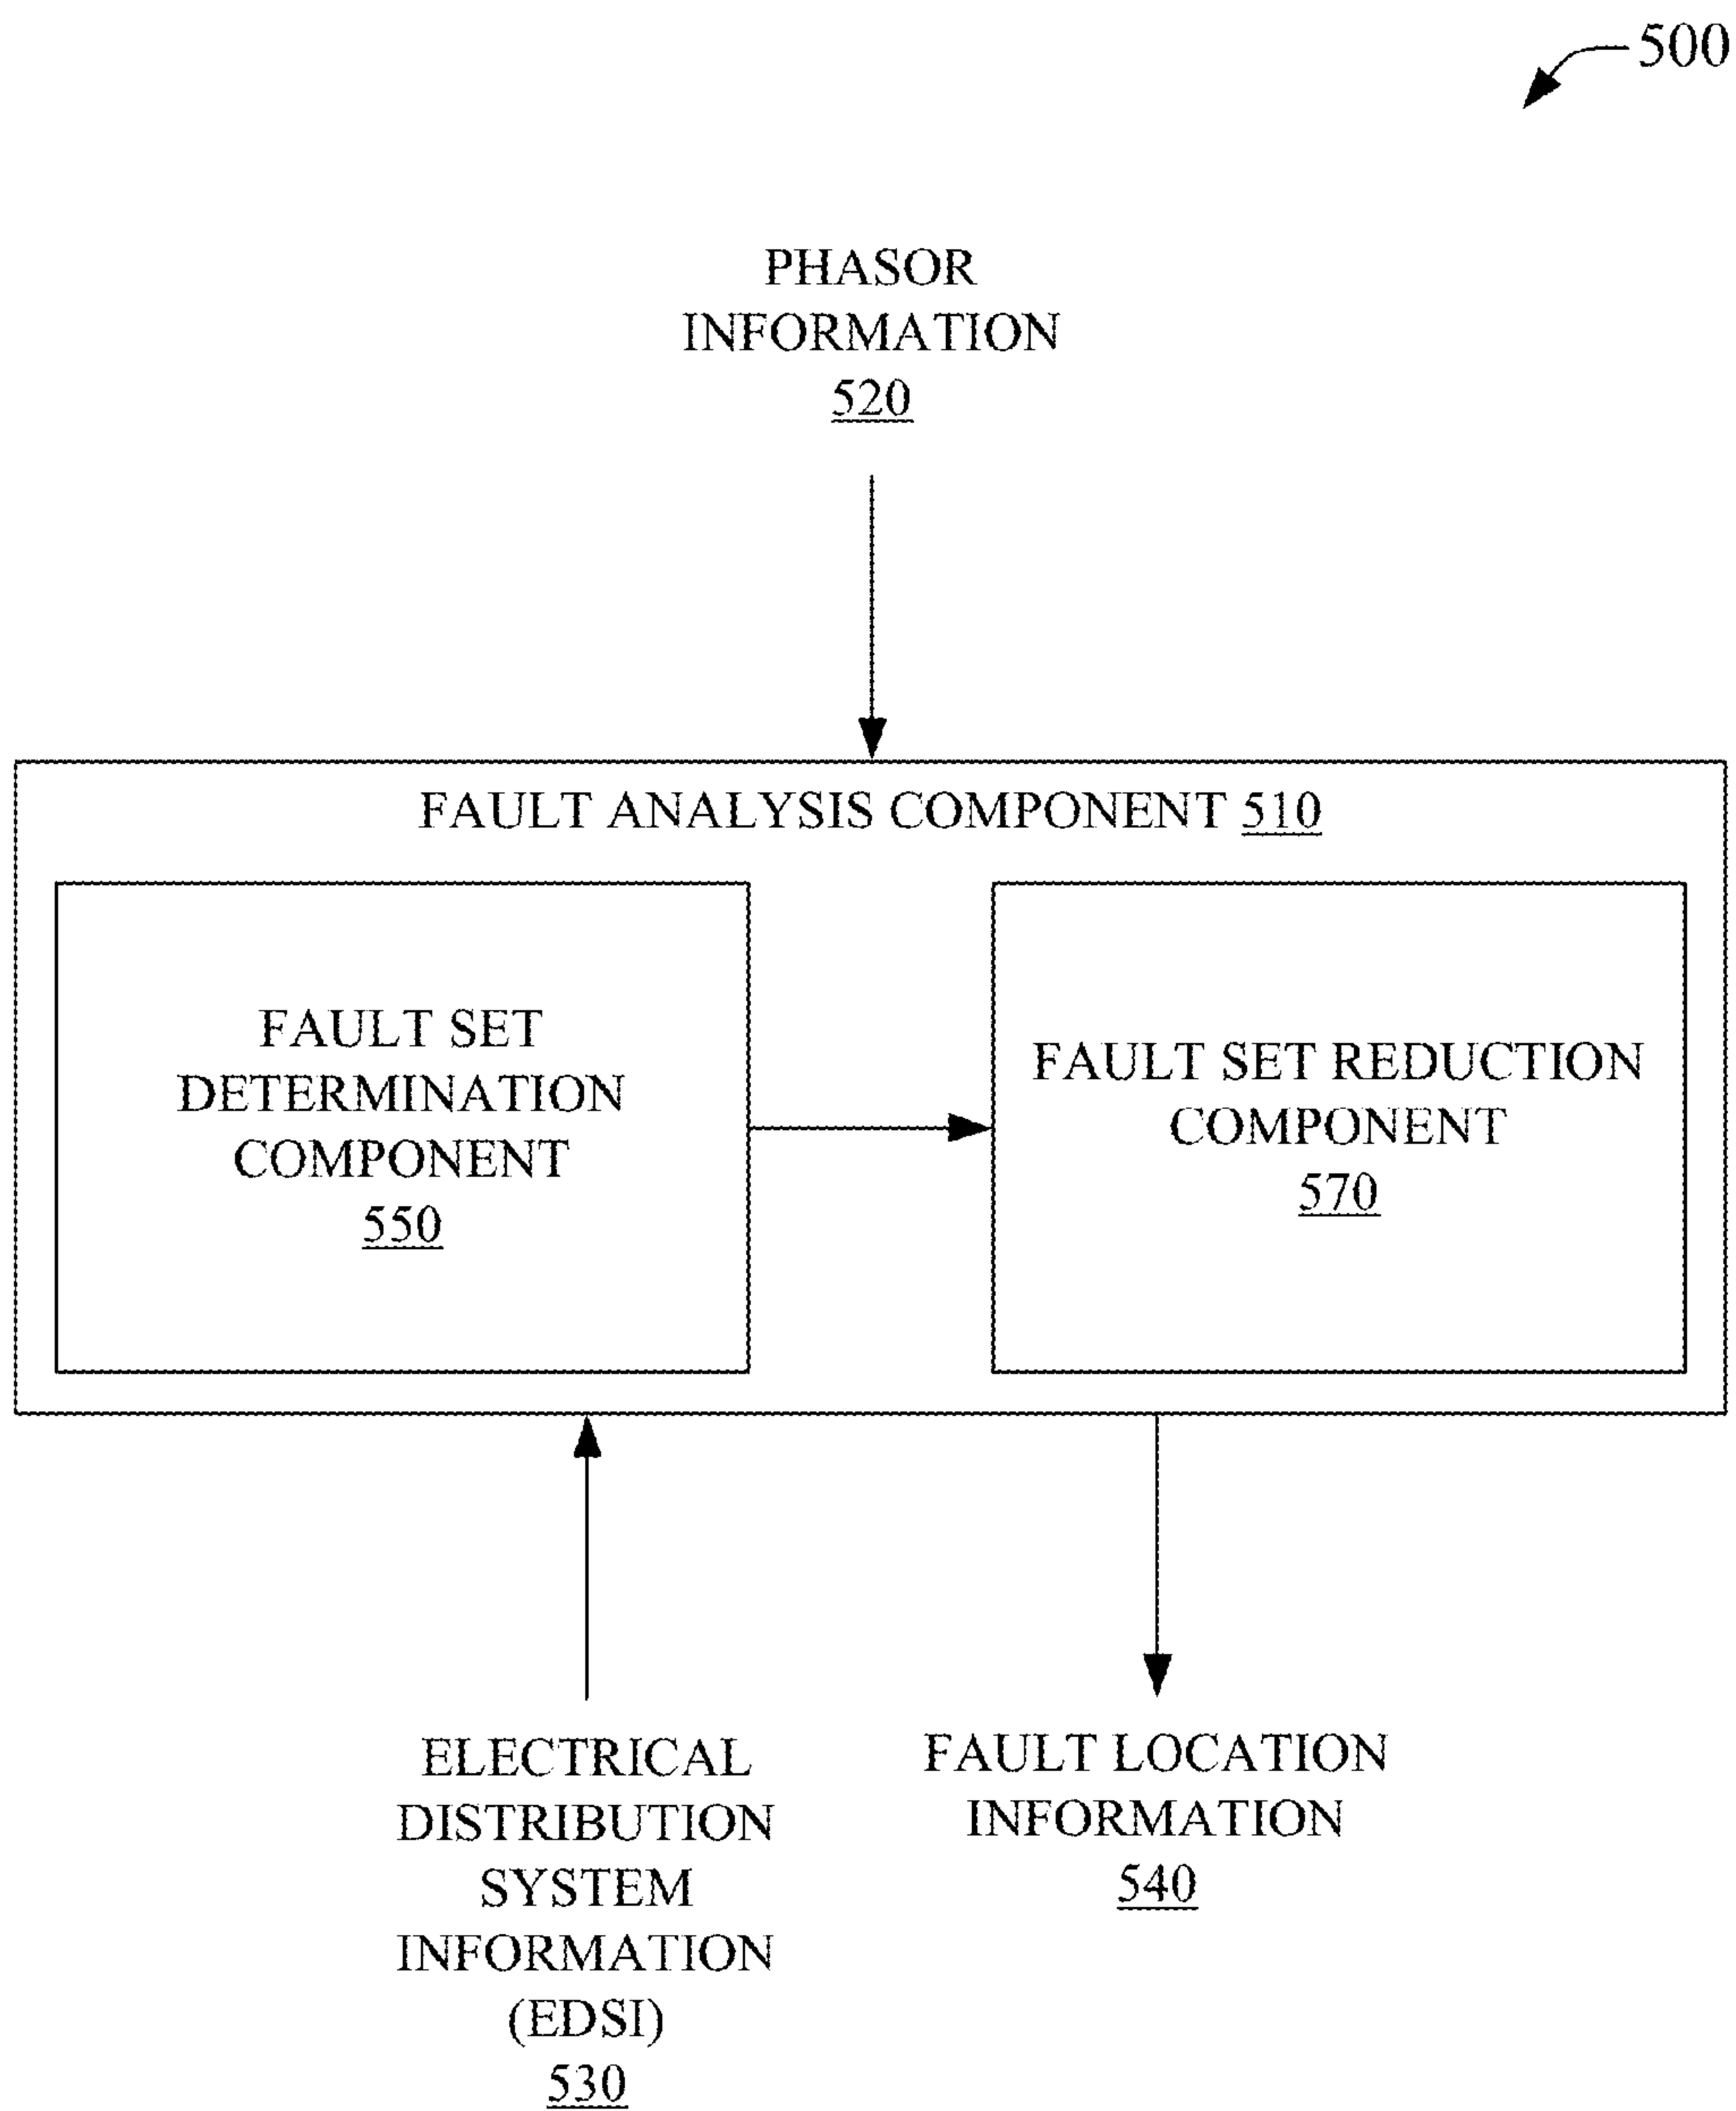 500
PHASOR
INFORMATION
520
FAULT ANALYSIS COMPONENT 510
FAULT SET
DETERMINATION
COMPONENT
550
FAULT SET REDUCTION
COMPONENT
570
ELECTRICAL
DISTRIBUTION
SYSTEM
INFORMATION
(EDSI)
530
FAULT LOCATION
INFORMATION
540